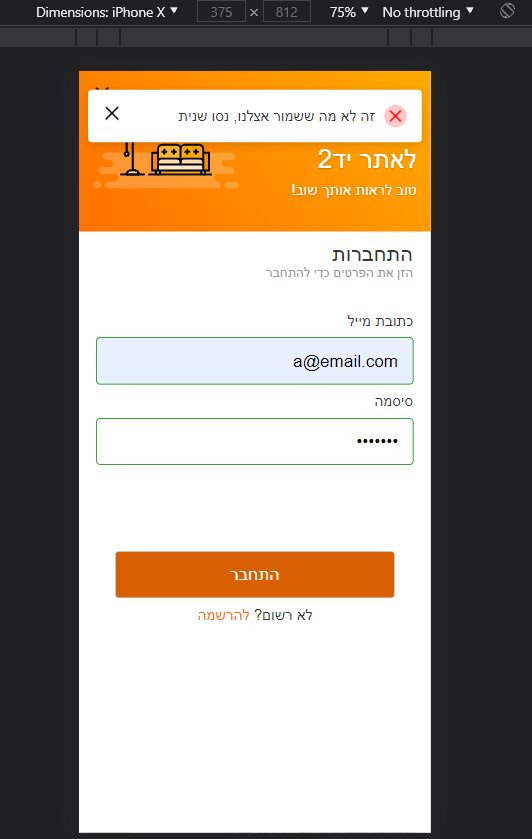 Dimensions: iPhone X 375 × 812 75% No throttling
זה לא מה ששמור אצלנו, נסו שנית
לאתר יד2
טוב לראות אותך שוב!
התחברות
הזן את הפרטים כדי להתחבר
כתובת מייל
a@email.com
סיסמה
•••••••
התחבר
לא רשום? להרשמה